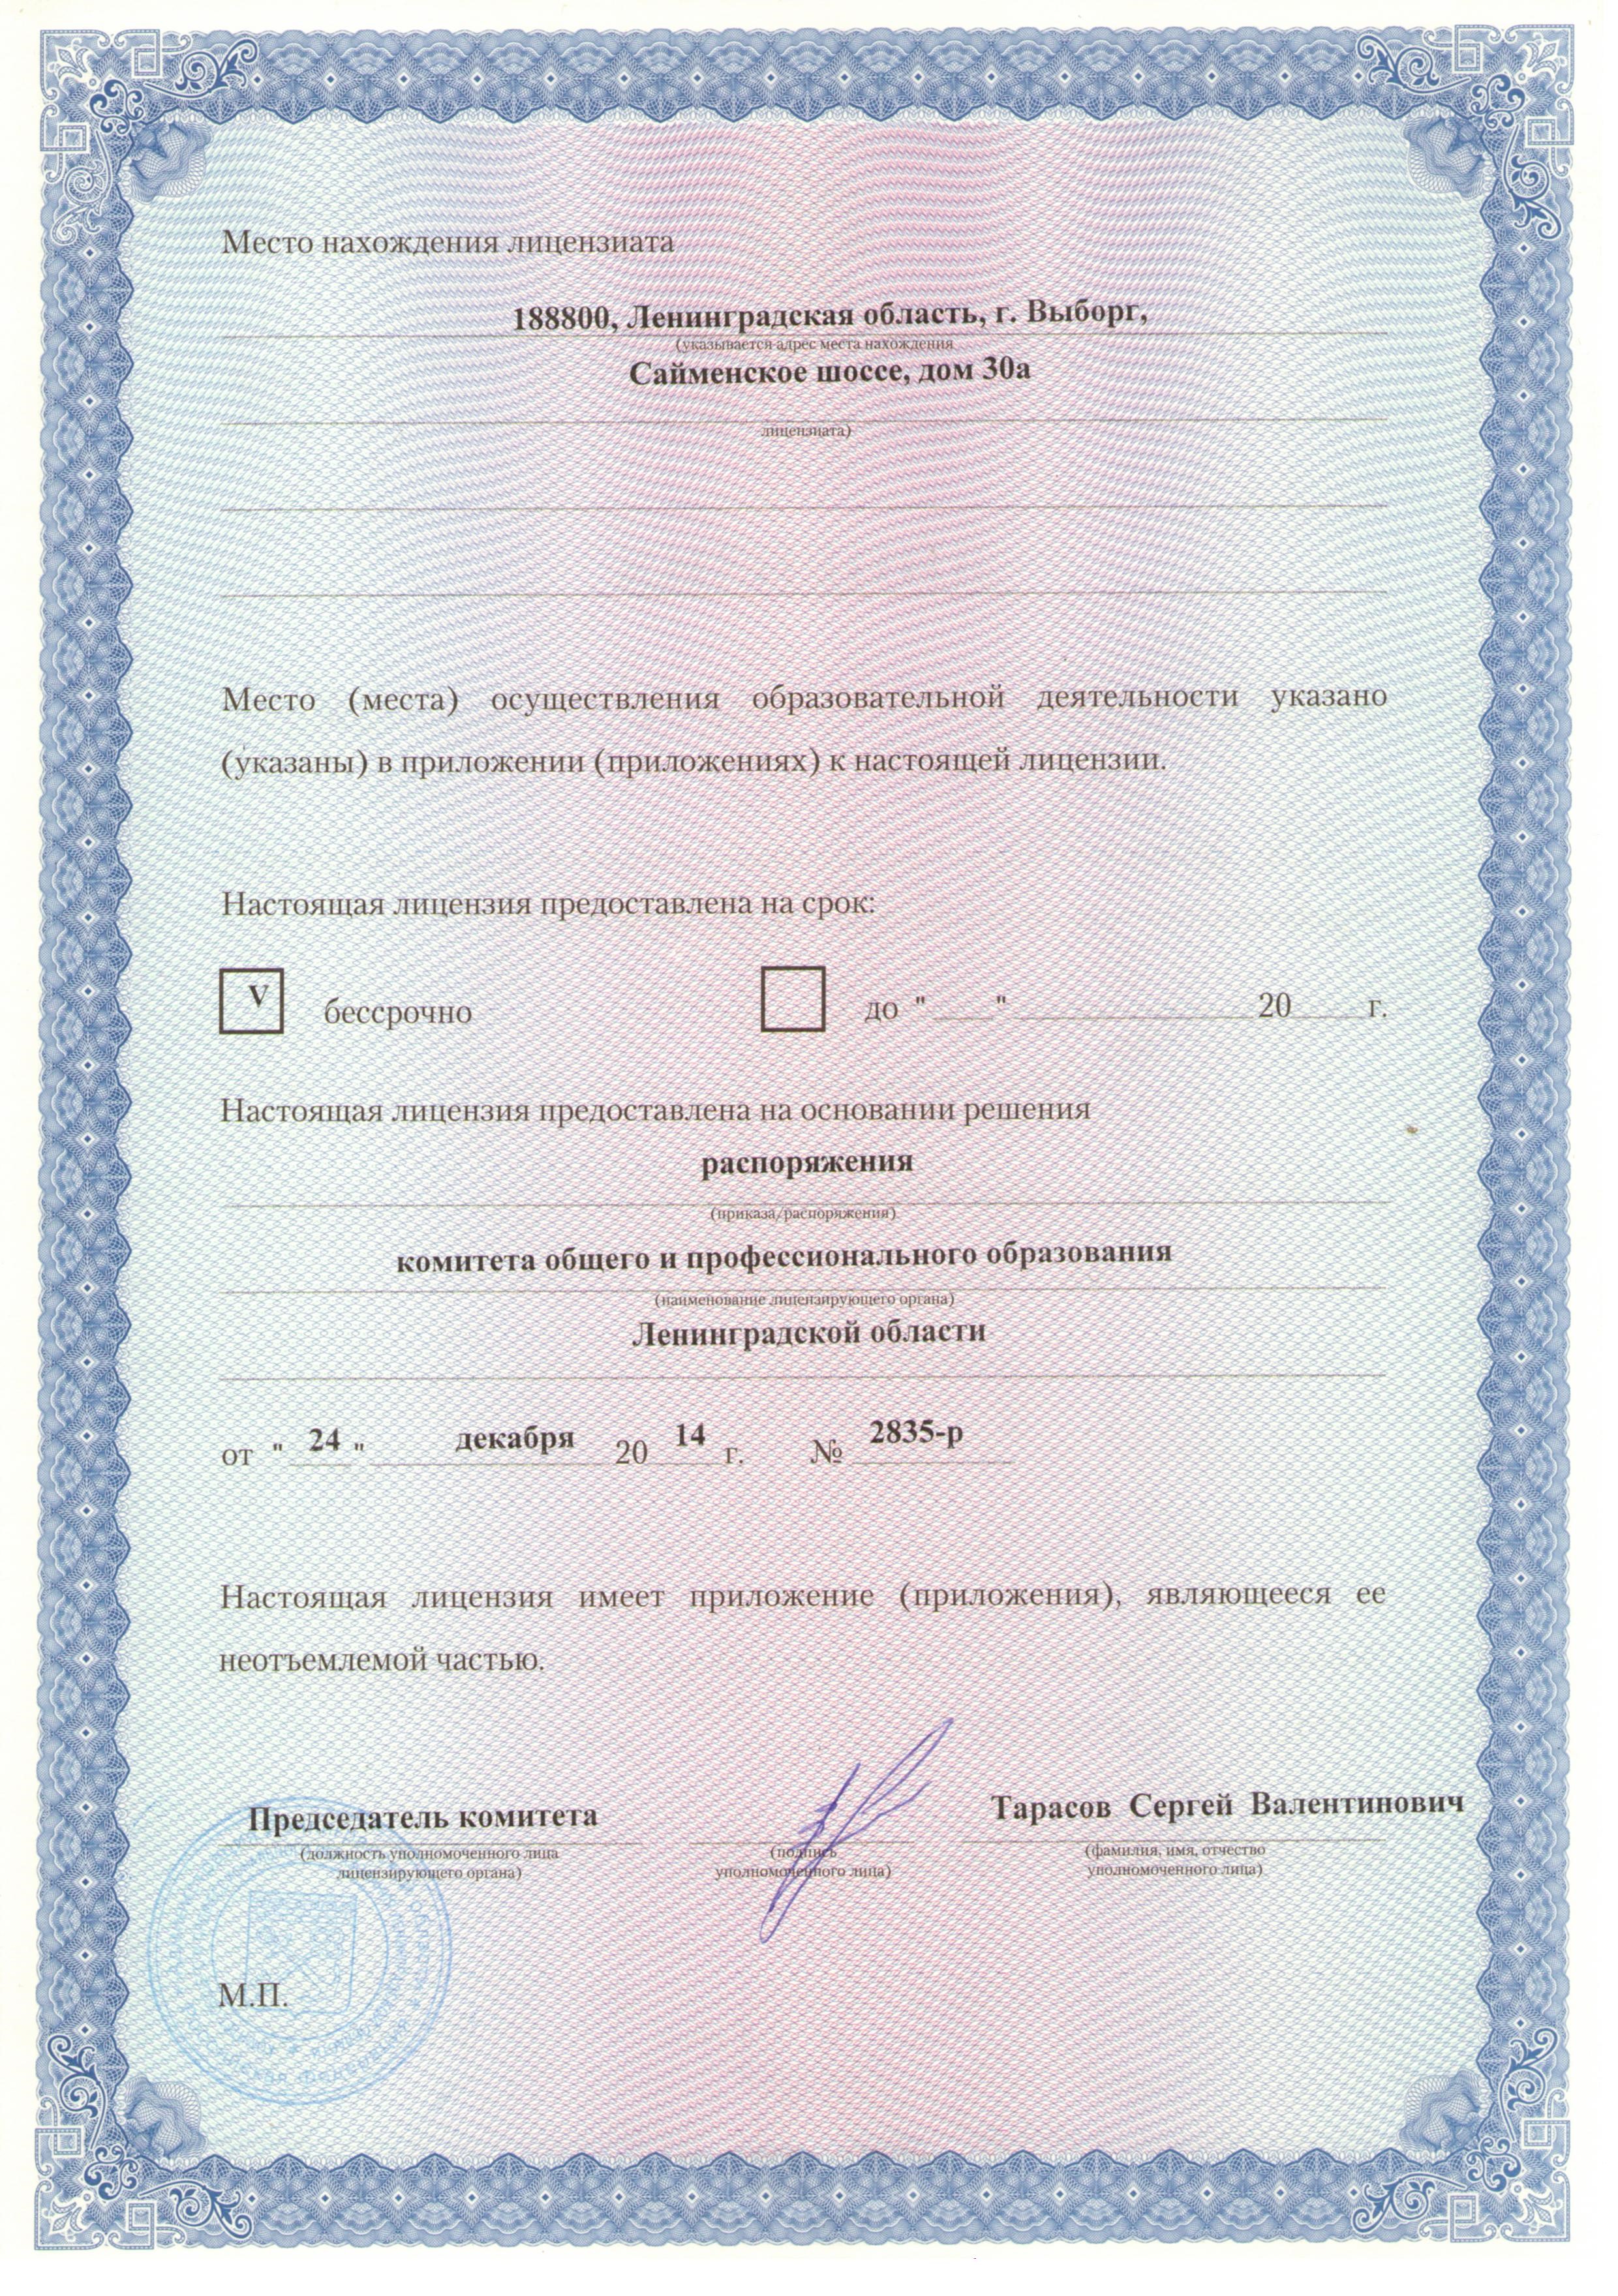 Место нахождения лицензиата
188800, Ленинградская область, г. Выборг,
(указывается адрес места нахождения
Сайменское шоссе, дом 30а
лицензиата)
Место (места) осуществления образовательной деятельности указано
(указаны) в приложении (приложениях) к настоящей лицензии.
Настоящая лицензия предоставлена на срок:
V бессрочно до "____"________________20_____г.
Настоящая лицензия предоставлена на основании решения
распоряжения
(приказа/распоряжения)
комитета общего и профессионального образования
(наименование лицензирующего органа)
Ленинградской области
от " 24 " декабря 20 14 г. № 2835-р
Настоящая лицензия имеет приложение (приложения), являющееся ее
неотъемлемой частью.
Председатель комитета Тарасов Сергей Валентинович
(должность уполномоченного лица (подпись (фамилия, имя, отчество
лицензирующего органа) уполномоченного лица) уполномоченного лица)
М.П.